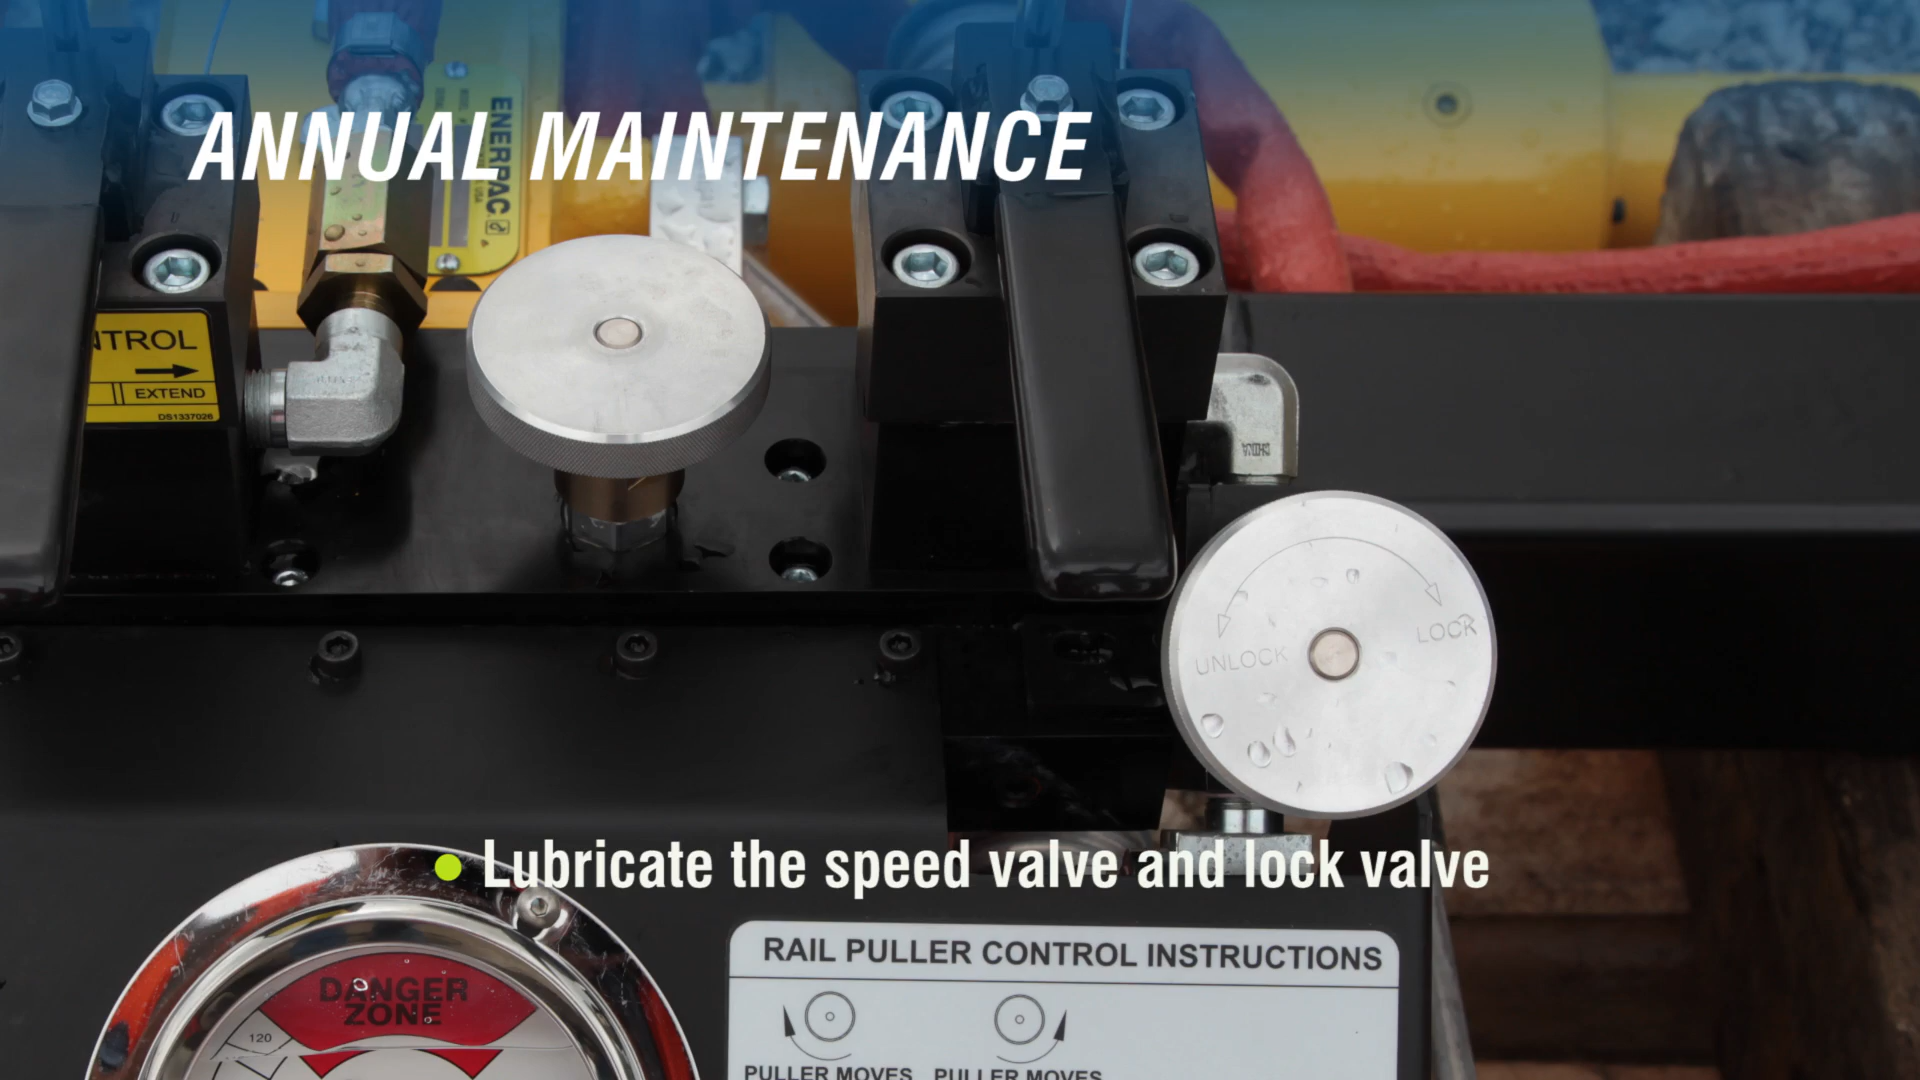 ANNUAL MAINTENANCE
ENERPAC
NTROL
EXTEND
DS1337026
CHINA
UNLOCK
LOCK
Lubricate the speed valve and lock valve
RAIL PULLER CONTROL INSTRUCTIONS
DANGER
ZONE
120
PULLER MOVES PULLER MOVES